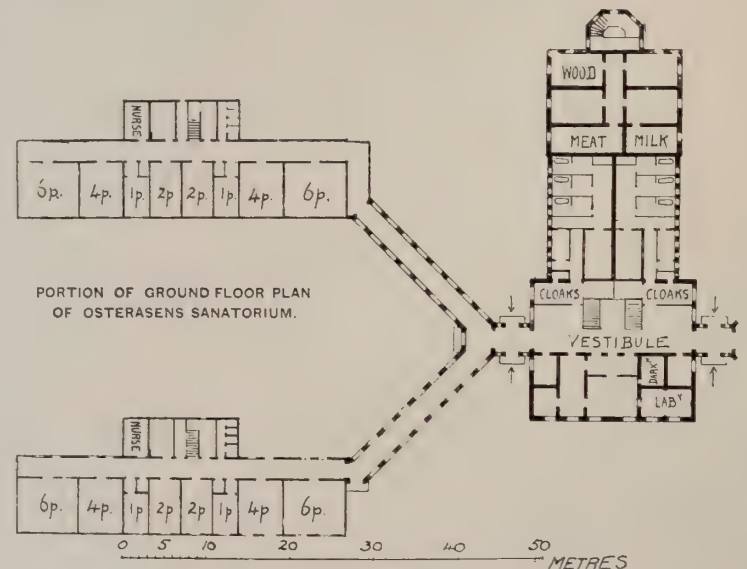 WOOD
NURSE
MEAT MILK
6p. 4p. 1p. 2p 2p. 1p. 4p. 6p.
PORTION OF GROUND FLOOR PLAN
OF OSTERASENS SANATORIUM.
CLOAKS CLOAKS
VESTIBULE
DARK
LABY
NURSE
6p. 4p. 1p 2p 2p. 1p 4p 6p.
0 10 20 30 40 50
METRES